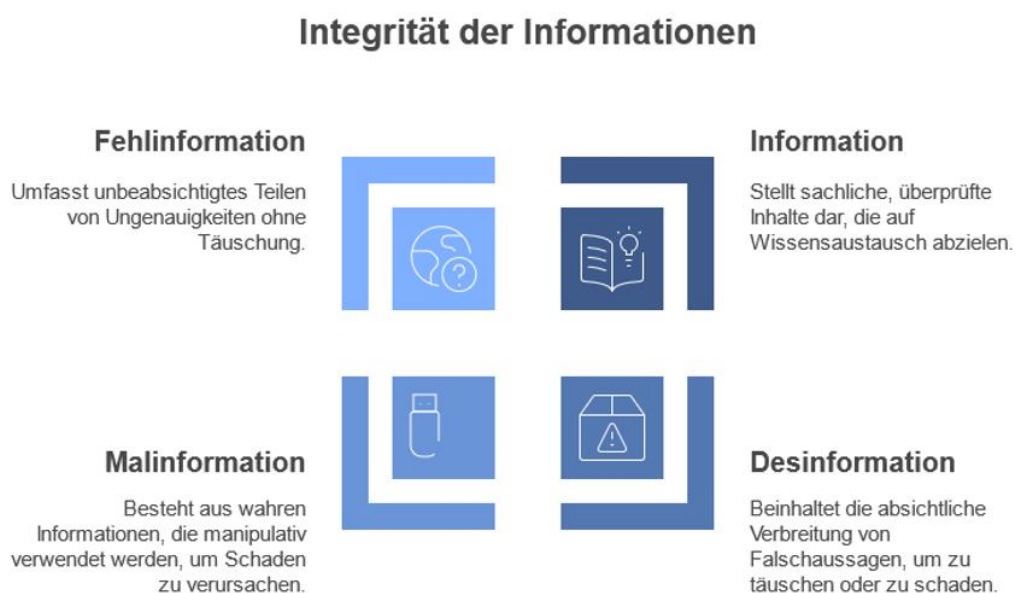 Integrität der Informationen
Fehlinformation
Umfasst unbeabsichtigtes Teilen
von Ungenauigkeiten ohne
Täuschung.
Information
Stellt sachliche, überprüfte
Inhalte dar, die auf
Wissensaustausch abzielen.
Malinformation
Besteht aus wahren
Informationen, die manipulativ
verwendet werden, um Schaden
zu verursachen.
Desinformation
Beinhaltet die absichtliche
Verbreitung von
Falschaussagen, um zu
täuschen oder zu schaden.